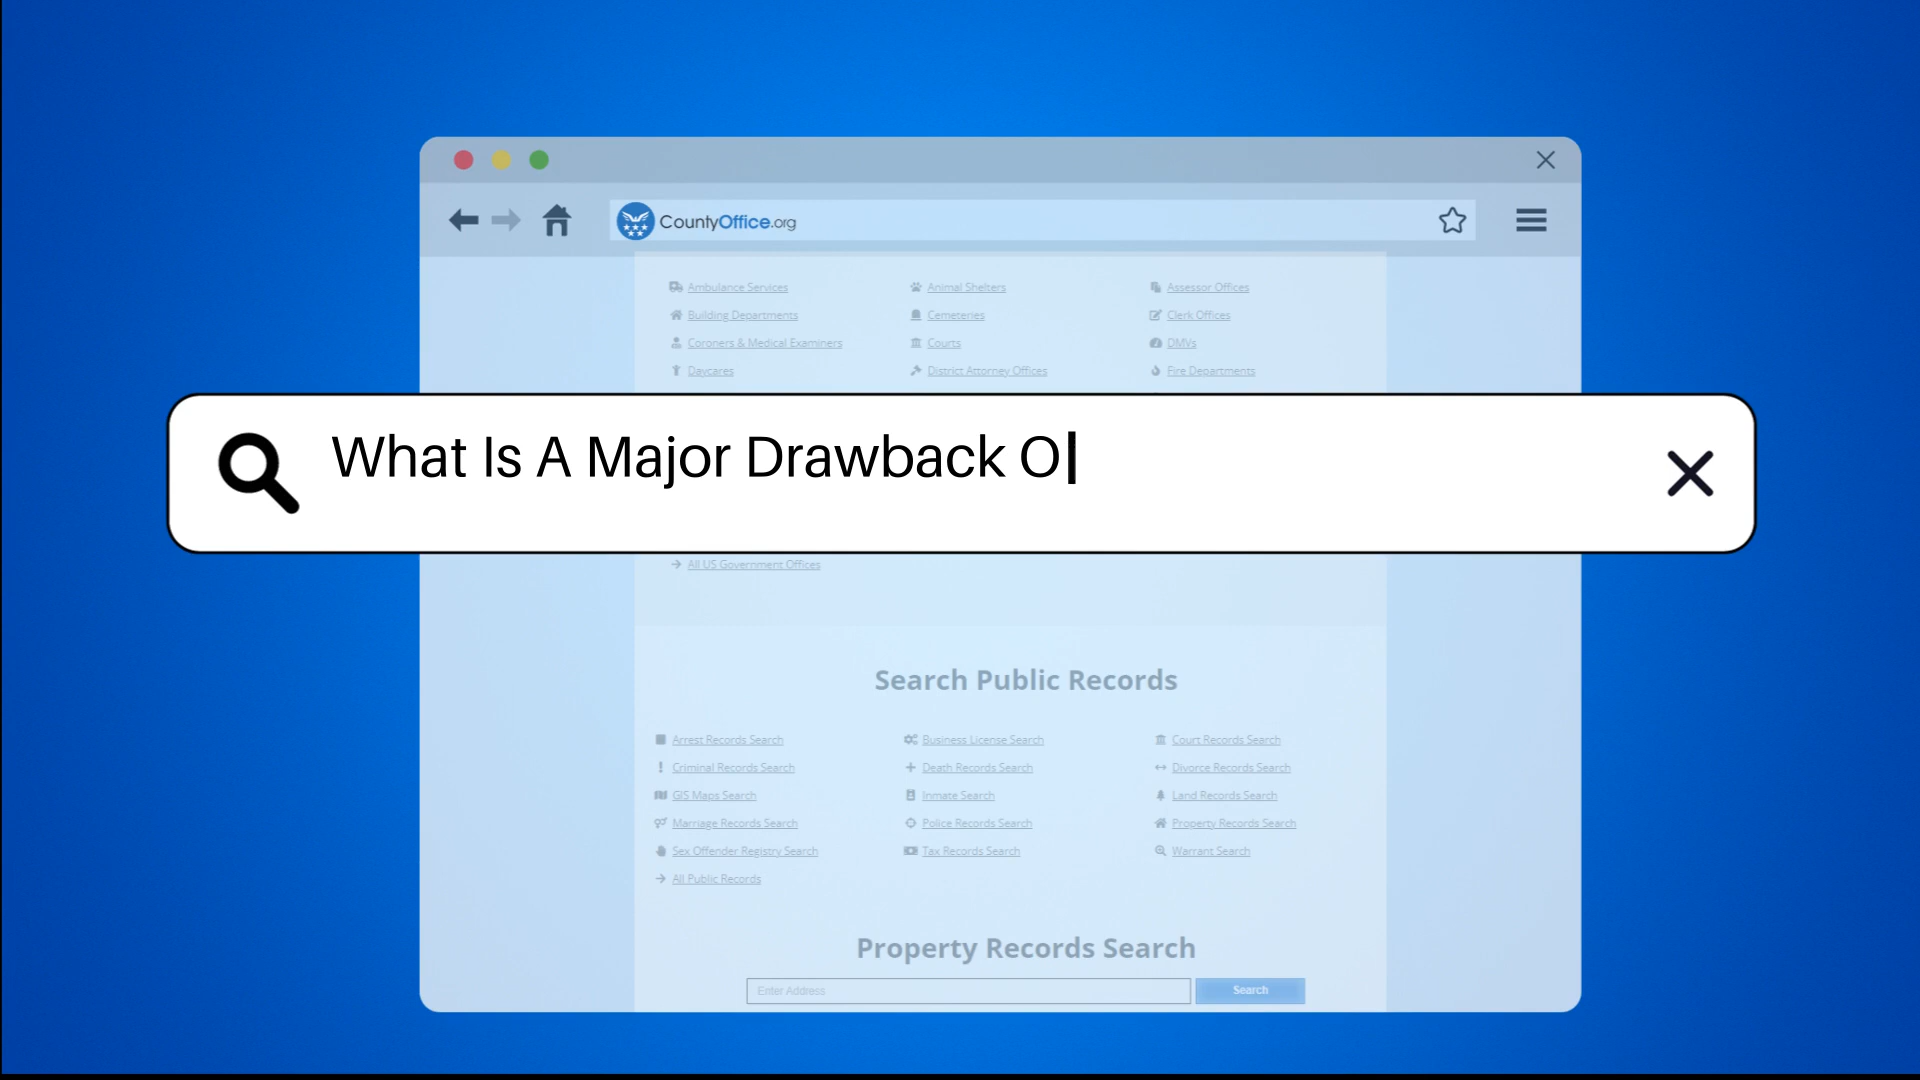 CountyOffice.org
Ambulance Services Animal Shelters Assessor Offices
Building Departments Cemeteries Clerk Offices
Coroners & Medical Examiners Courts DMVs
Daycares District Attorney Offices Fire Departments
What Is A Major Drawback O
All US Government Offices
Search Public Records
Arrest Records Search Business License Search Court Records Search
Criminal Records Search Death Records Search Divorce Records Search
GIS Maps Search Inmate Search Land Records Search
Marriage Records Search Police Records Search Property Records Search
Sex Offender Registry Search Tax Records Search Warrant Search
All Public Records
Property Records Search
Enter Address Search